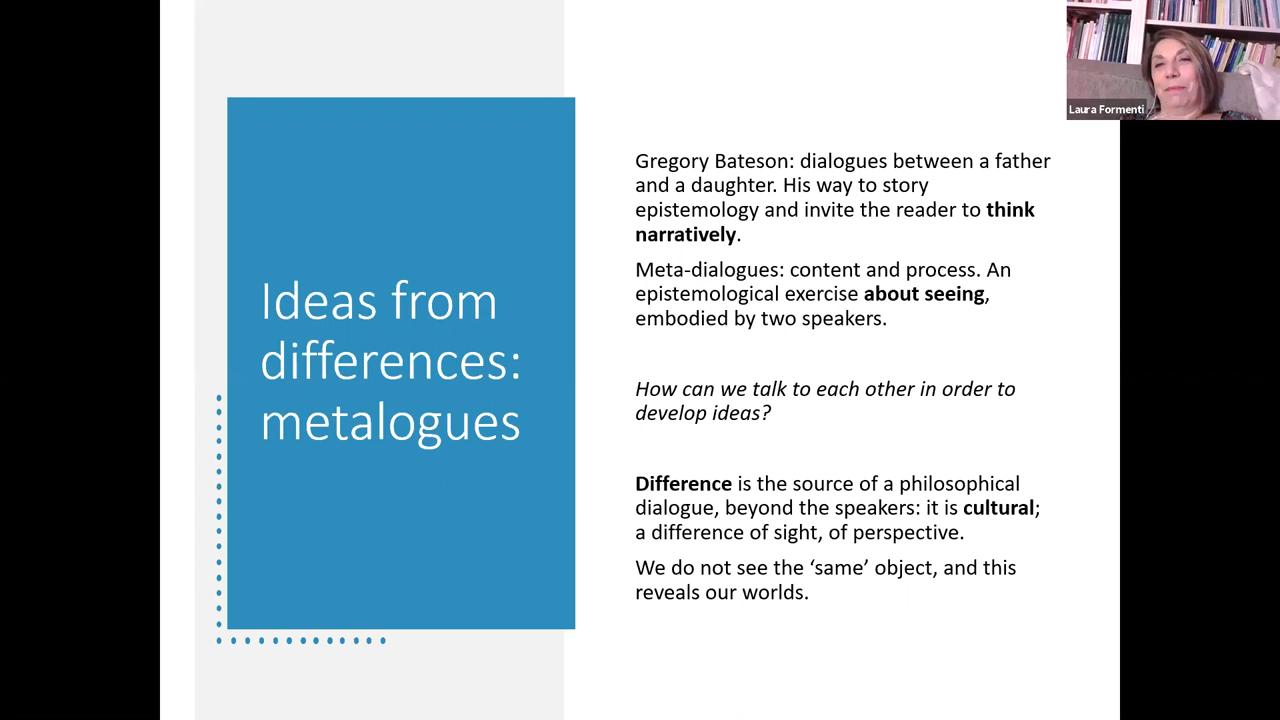 Laura Formenti
Ideas from
differences:
metalogues
Gregory Bateson: dialogues between a father
and a daughter. His way to story
epistemology and invite the reader to think
narratively.
Meta-dialogues: content and process. An
epistemological exercise about seeing,
embodied by two speakers.
How can we talk to each other in order to
develop ideas?
Difference is the source of a philosophical
dialogue, beyond the speakers: it is cultural;
a difference of sight, of perspective.
We do not see the ‘same’ object, and this
reveals our worlds.